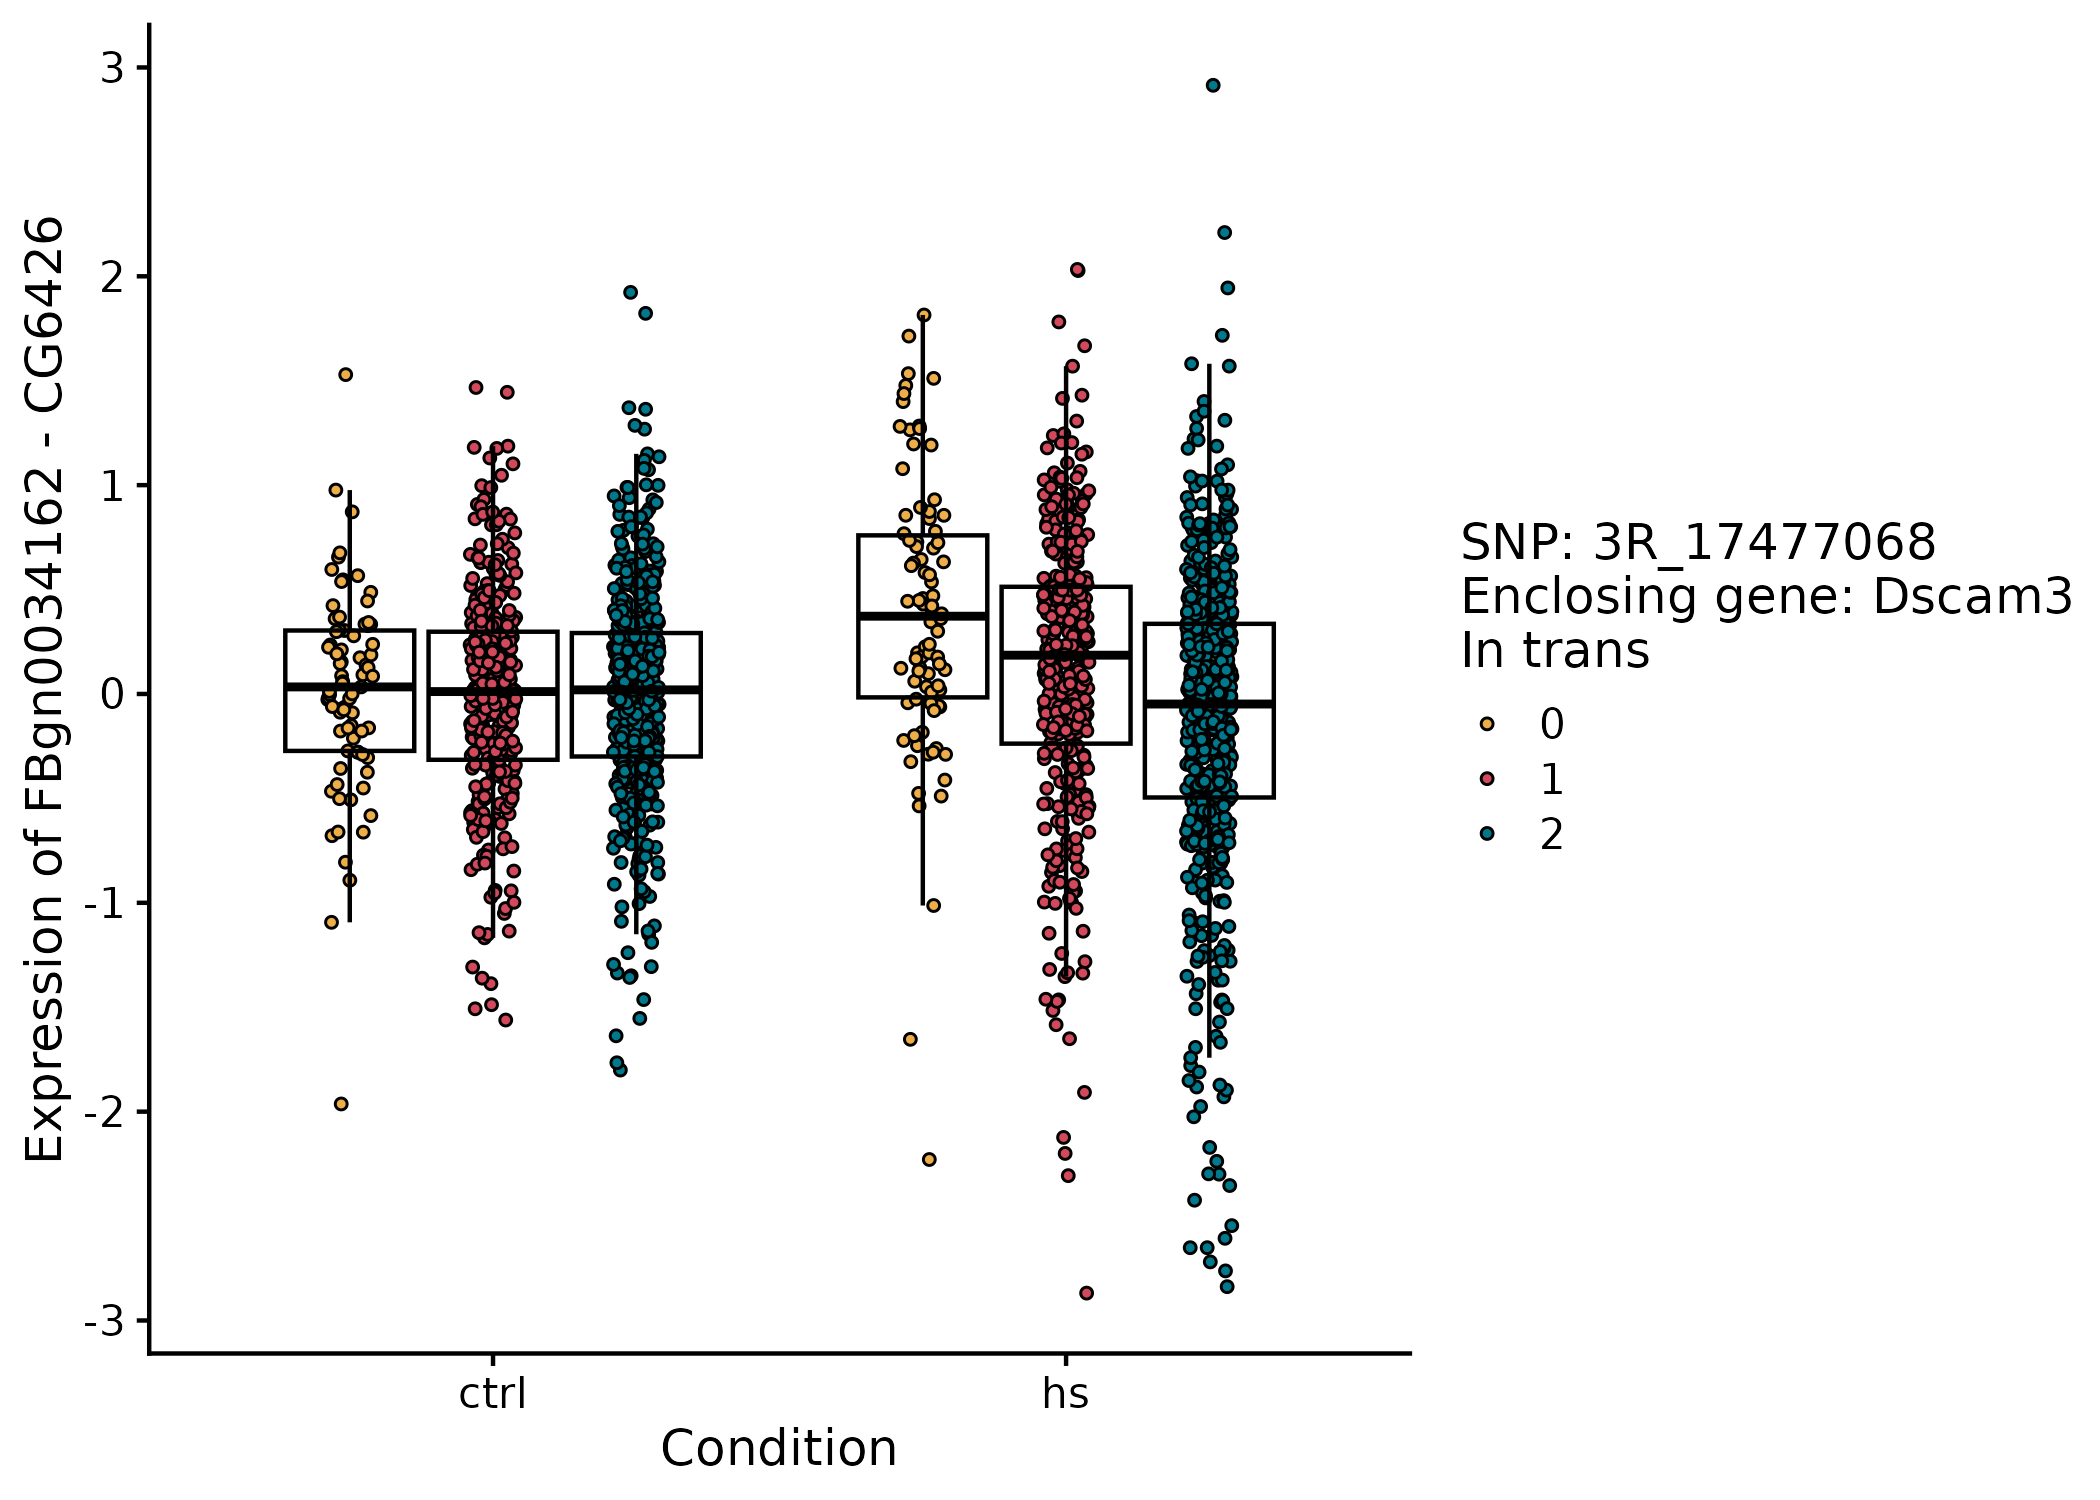 Expression of FBgn0034162 - CG6426
3
2
1
0
-1
-2
-3
ctrl
hs
Condition
SNP: 3R_17477068
Enclosing gene: Dscam3
In trans
0
1
2